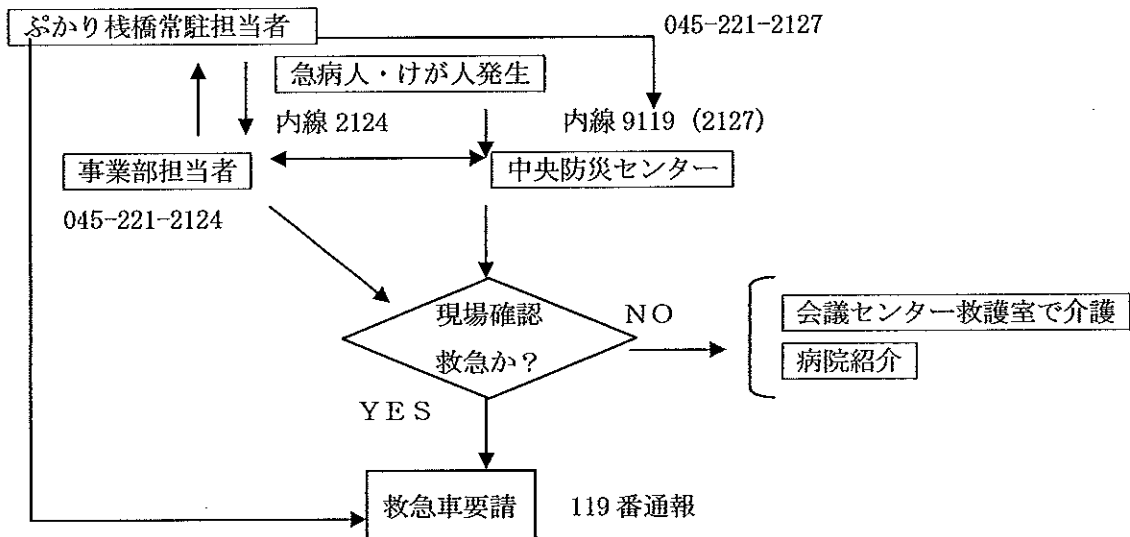 ぷかり桟橋常駐担当者
045-221-2127
急病人・けが人発生
内線 2124
内線 9119 (2127)
事業部担当者
中央防災センター
045-221-2124
現場確認
救急か？
NO
会議センター救護室で介護
病院紹介
YES
救急車要請
119 番通報